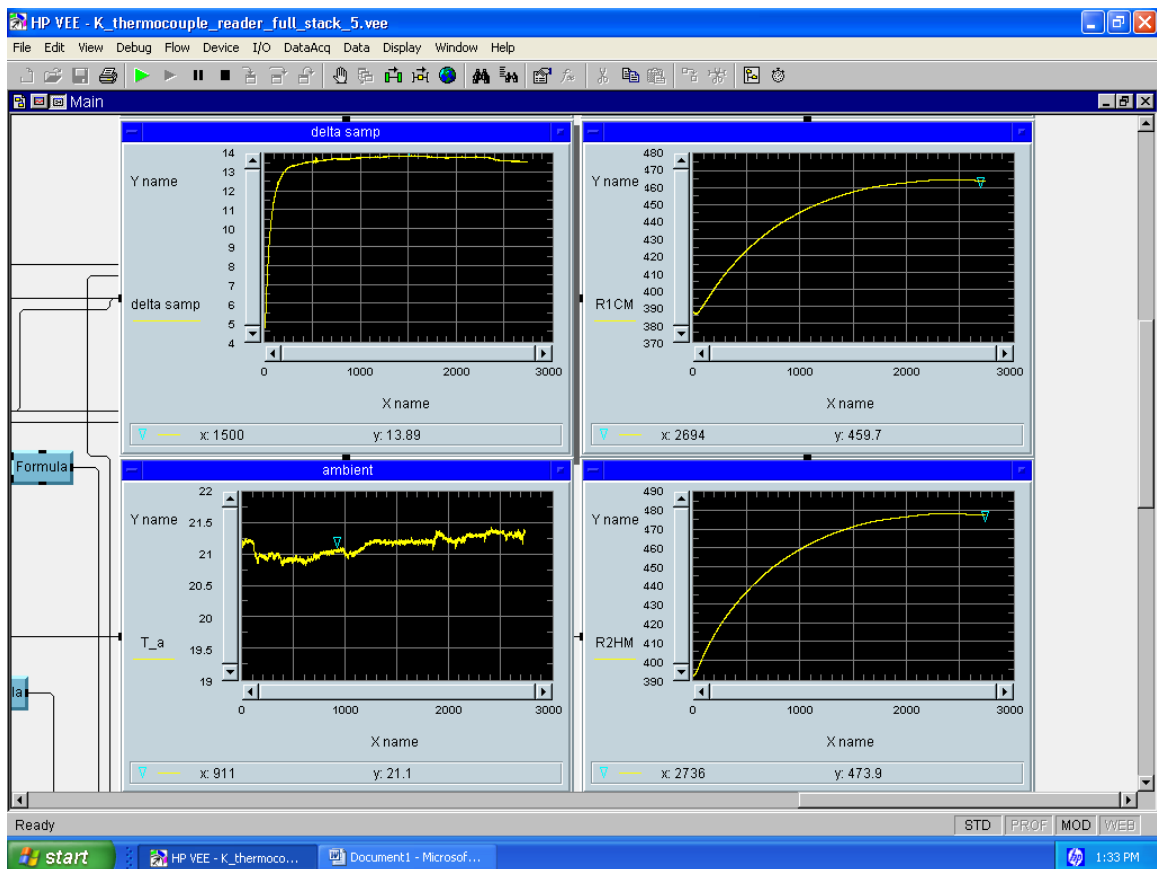 HP VEE - K_thermocouple_reader_full_stack_5.vee
File Edit View Debug Flow Device I/O DataAcq Data Display Window Help
Main
delta samp
Y name
14
13
12
11
10
9
8
7
6
5
4
delta samp
0 1000 2000 3000
X name
x: 1500 y: 13.89
Y name
480
470
460
450
440
430
420
410
400
390
380
370
R1CM
0 1000 2000 3000
X name
x: 2694 y: 459.7
Formula
la
ambient
Y name
22
21.5
21
20.5
20
19.5
19
T_a
0 1000 2000 3000
X name
x: 911 y: 21.1
Y name
490
480
470
460
450
440
430
420
410
400
390
R2HM
0 1000 2000 3000
X name
x: 2736 y: 473.9
Ready STD PROF MOD WEB
start HP VEE - K_thermoco... Document1 - Microsof... hp 1:33 PM